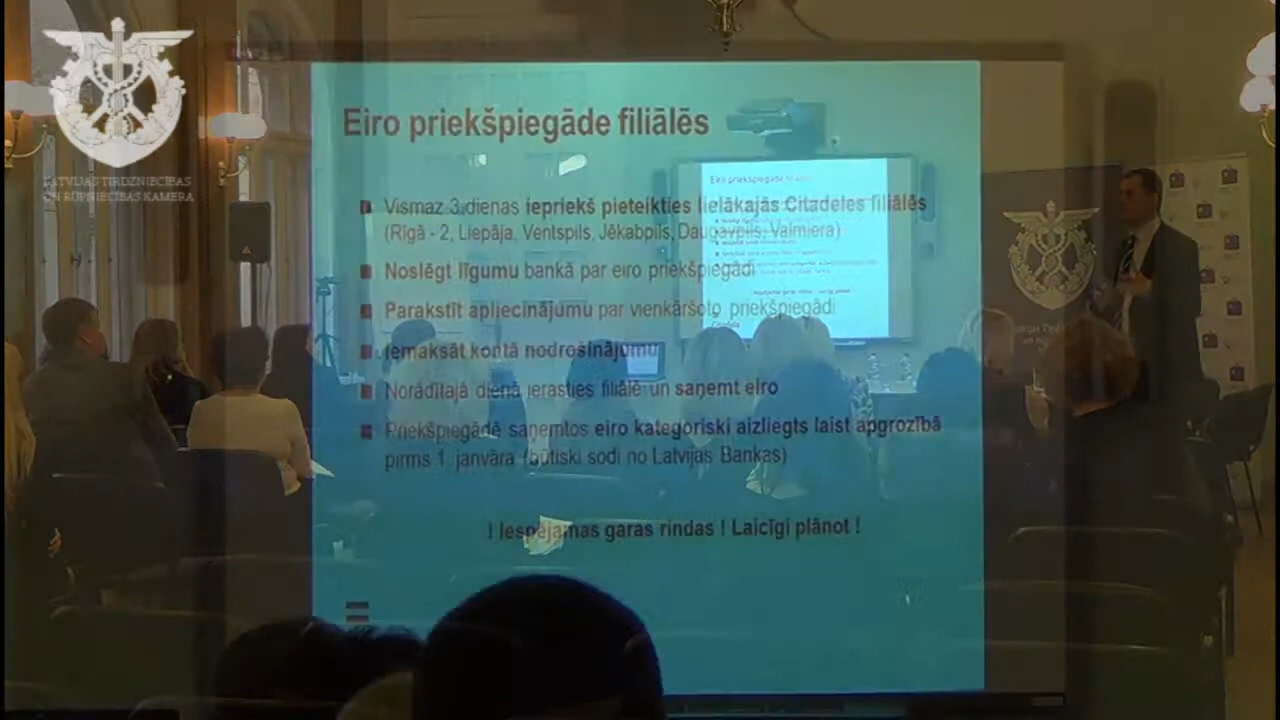 LATVIJAS TIRDZNIECĪBAS
UN RŪPNIECĪBAS KAMERA
Eiro priekšpiegāde filiālēs
Vismaz 3 dienas iepriekš pieteikties lielākajās Citadeles filiālēs
(Rīgā - 2, Liepāja, Ventspils, Jēkabpils, Daugavpils, Valmiera)
Noslēgt līgumu bankā par eiro priekšpiegādi
Parakstīt apliecinājumu par vienkāršoto priekšpiegādi
Iemaksāt kontā nodrošinājumu
Norādītajā dienā ierasties filiālē un saņemt eiro
Priekšpiegādē saņemtos eiro kategoriski aizliegts laist apgrozībā
pirms 1. janvāra (būtiski sodi no Latvijas Bankas)
! Iespējamas garas rindas ! Laicīgi plānot !
Eiro priekšpiegāde